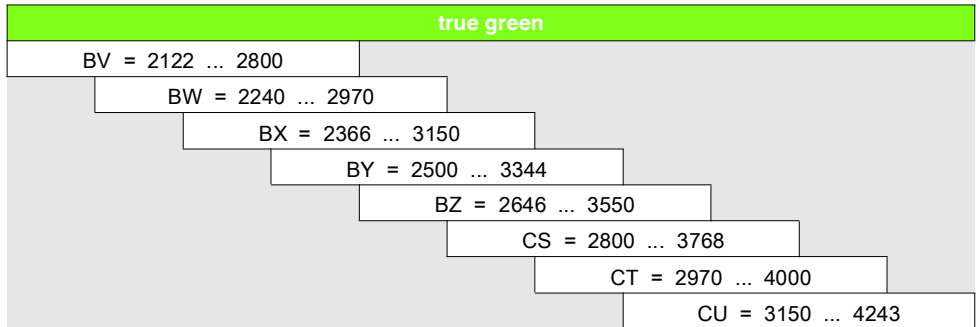 true green
BV = 2122 ... 2800
BW = 2240 ... 2970
BX = 2366 ... 3150
BY = 2500 ... 3344
BZ = 2646 ... 3550
CS = 2800 ... 3768
CT = 2970 ... 4000
CU = 3150 ... 4243